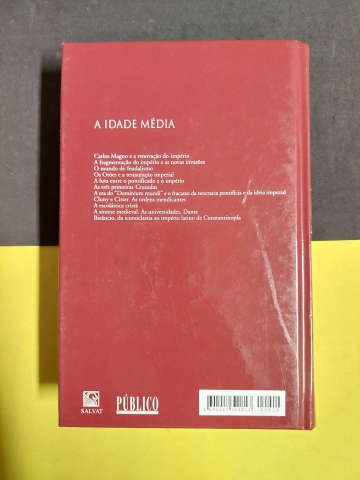 A IDADE MÉDIA
Carlos Magno e a renovação do império
A fragmentação do império e as novas invasões
O mundo do feudalismo
Os Otões e a restauração imperial
A luta entre o pontificado e o império
As três primeiras Cruzadas
A era do "Dominium mundi" e o fracasso da teocracia pontifícia e da ideia imperial
Cluny e Cister. As ordens mendicantes
A escolástica cristã
A síntese medieval. As universidades. Dante
Bizâncio, da iconoclastia ao império latino de Constantinopla
SALVAT
PÚBLICO